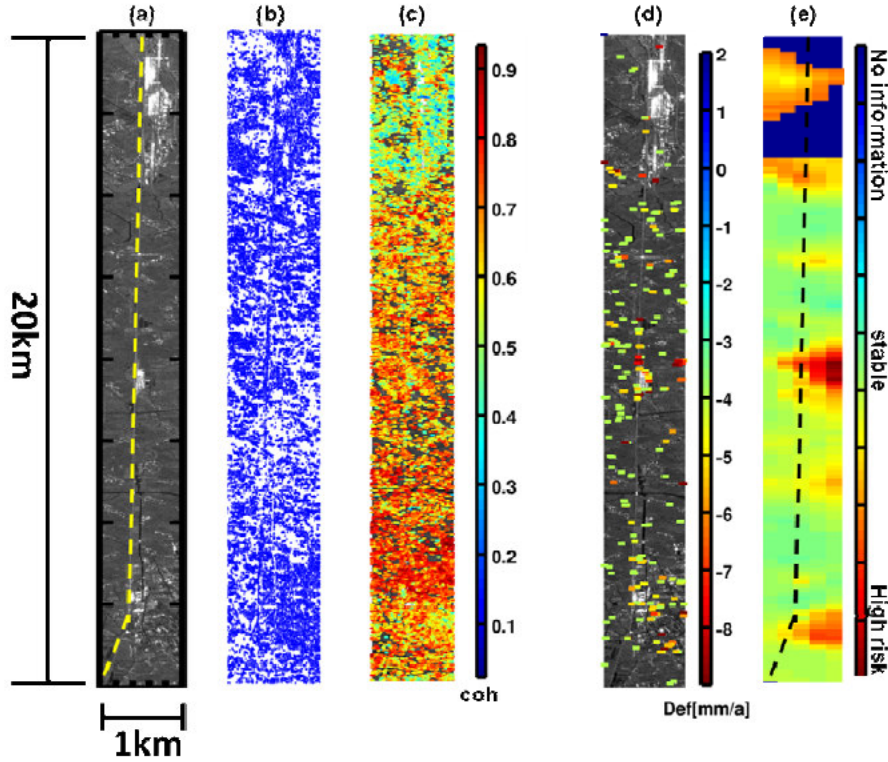 (a)
(b)
(c)
(d)
(e)
20km
1km
0.9
0.8
0.7
0.6
0.5
0.4
0.3
0.2
0.1
coh
2
1
0
-1
-2
-3
-4
-5
-6
-7
-8
Def[mm/a]
No information
stable
High risk